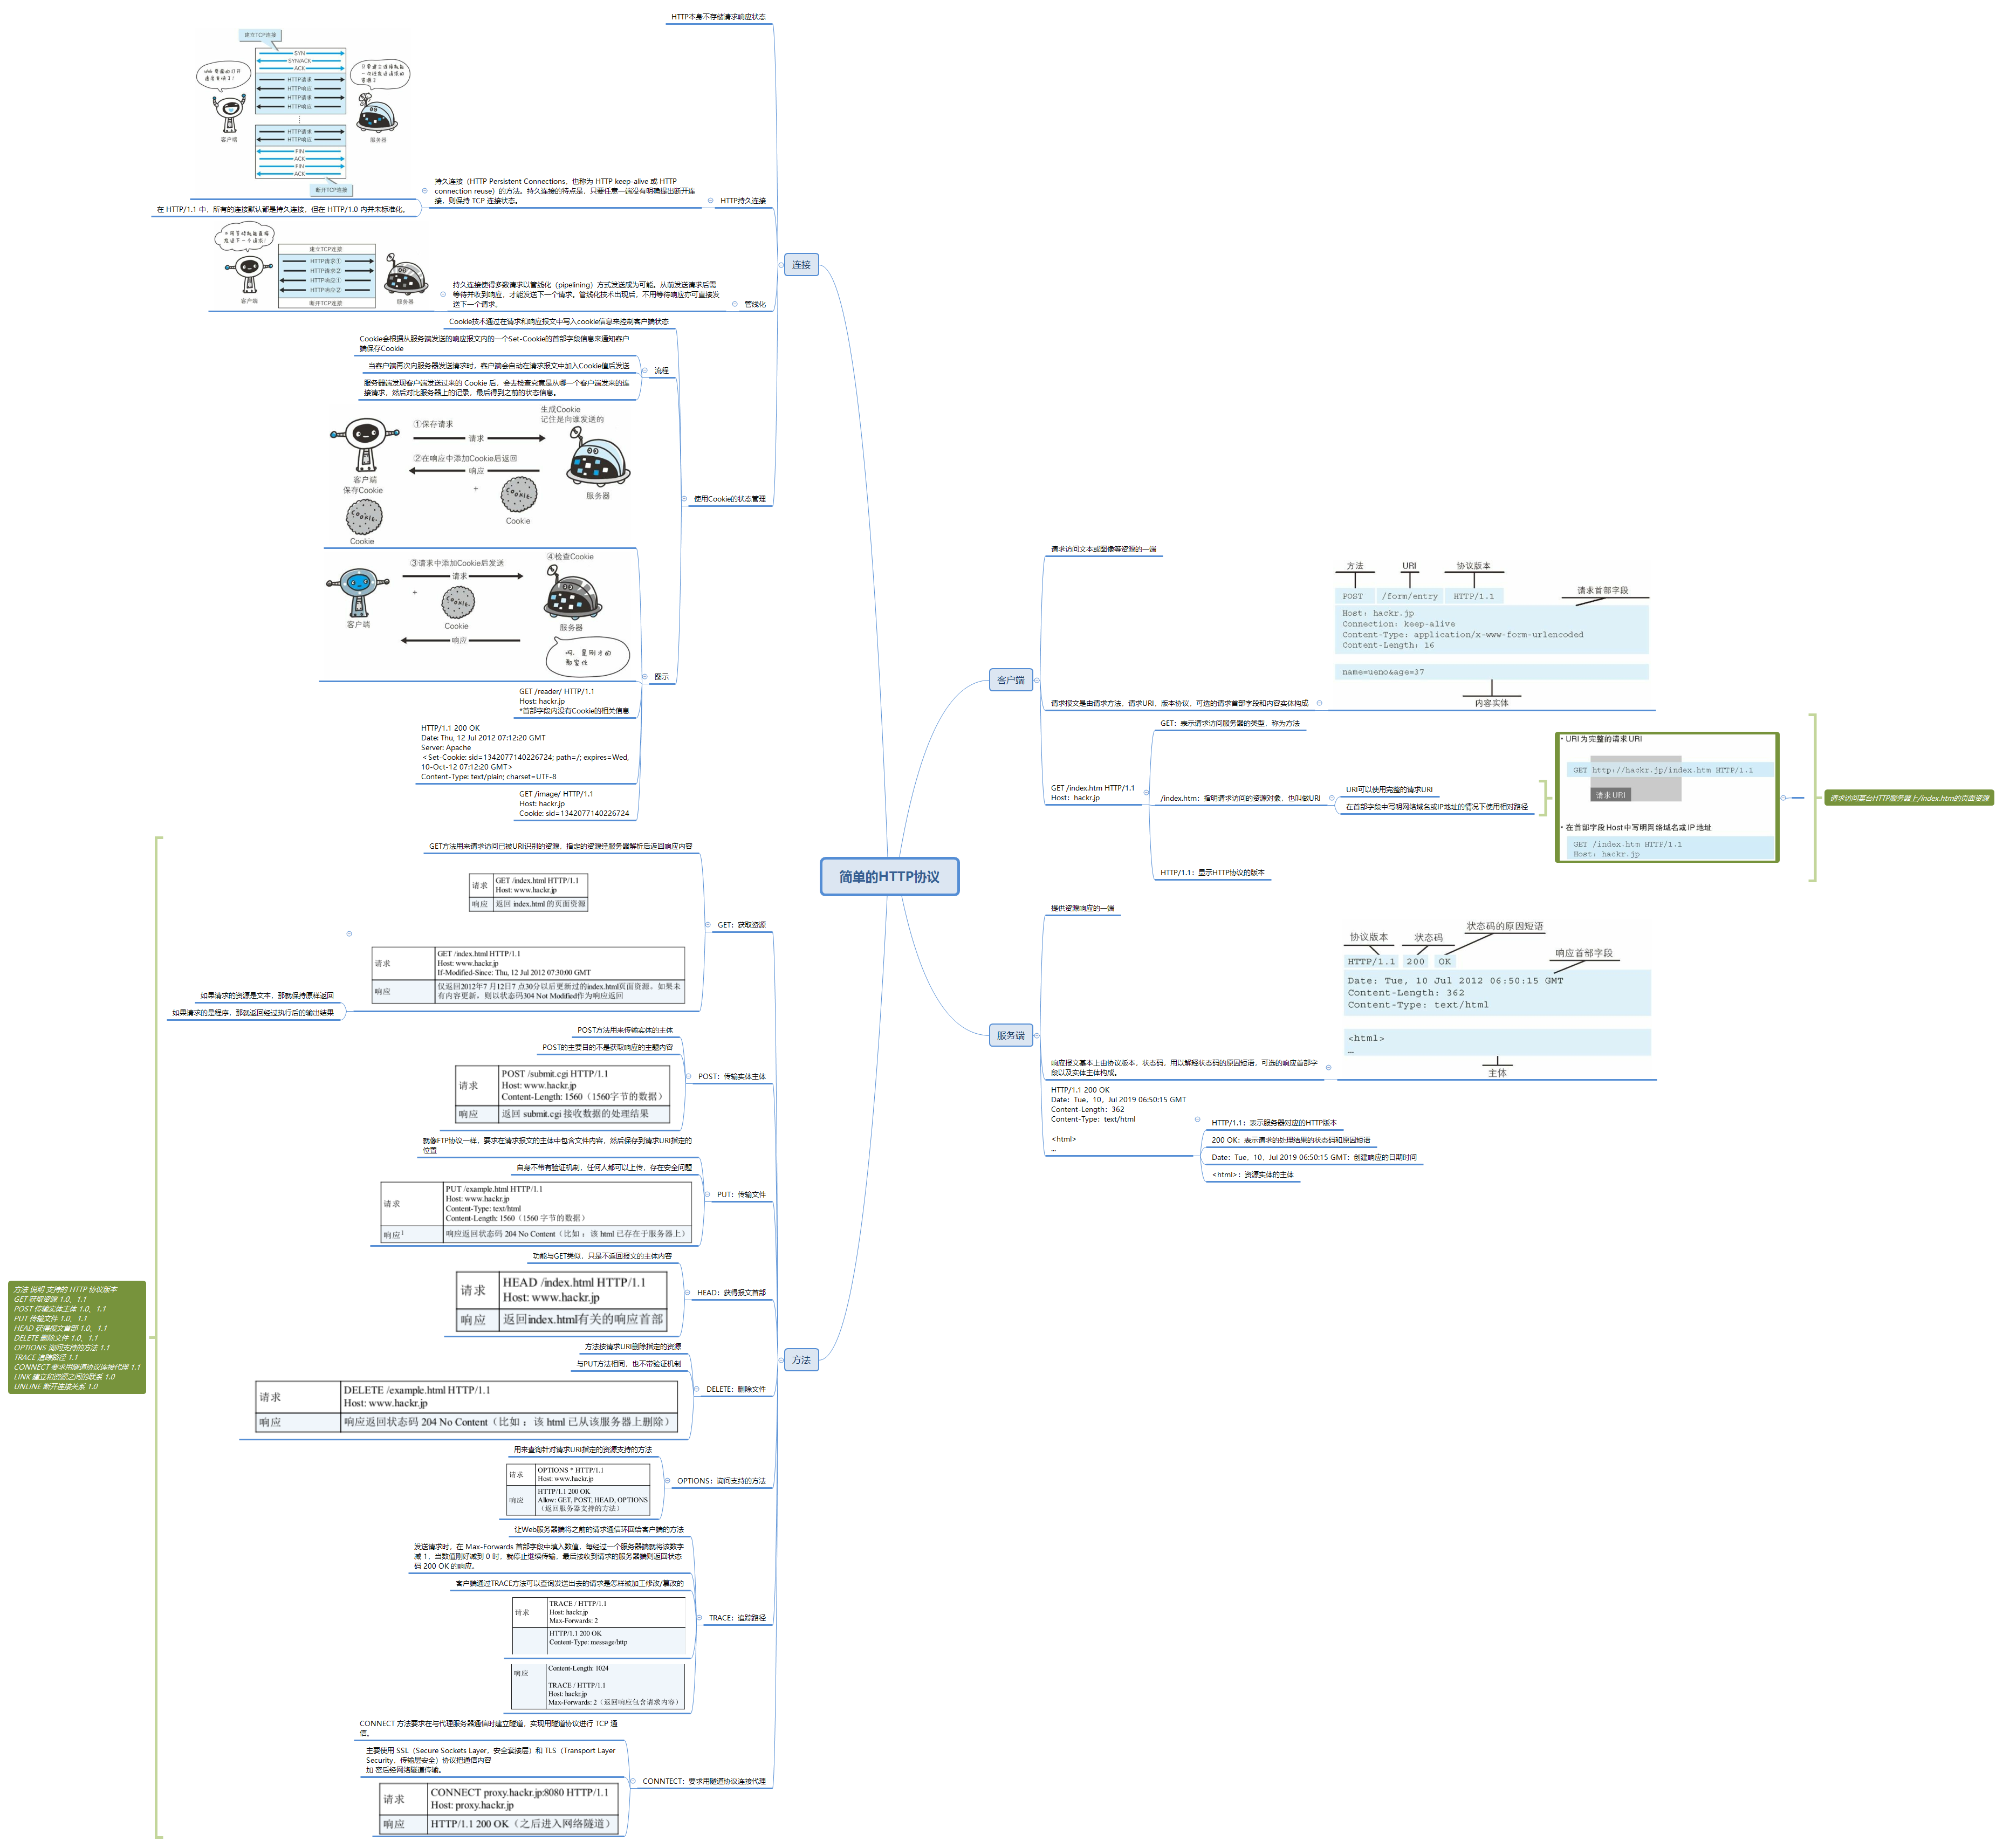 简单的HTTP协议
客户端
请求访问文本或图像等资源的一端
方法
URI
协议版本
请求首部字段
POST /form/entry HTTP/1.1
Host: hackr.jp
Connection: keep-alive
Content-Type: application/x-www-form-urlencoded
Content-Length: 16
name=ueno&age=37
内容实体
请求报文是由请求方法，请求URI，版本协议，可选的请求首部字段和内容实体构成
GET /index.htm HTTP/1.1
Host：hackr.jp
GET：表示请求访问服务器的类型，称为方法
/index.htm：指明请求访问的资源对象，也叫做URI
URI可以使用完整的请求URI
在首部字段中写明网络域名或IP地址的情况下使用相对路径
HTTP/1.1：显示HTTP协议的版本
• URI 为完整的请求 URI
GET http://hackr.jp/index.htm HTTP/1.1
请求 URI
• 在首部字段 Host 中写明网络域名或 IP 地址
GET /index.htm HTTP/1.1
Host: hackr.jp
请求访问某台HTTP服务器上/index.htm的页面资源
服务端
提供资源响应的一端
协议版本
状态码
状态码的原因短语
响应首部字段
HTTP/1.1 200 OK
Date: Tue, 10 Jul 2012 06:50:15 GMT
Content-Length: 362
Content-Type: text/html
<html>
…
主体
响应报文基本上由协议版本，状态码，用以解释状态码的原因短语，可选的响应首部字
段以及实体主体构成。
HTTP/1.1 200 OK
Date：Tue，10，Jul 2019 06:50:15 GMT
Content-Length：362
Content-Type：text/html
<html>
...
HTTP/1.1：表示服务器对应的HTTP版本
200 OK：表示请求的处理结果的状态码和原因短语
Date：Tue，10，Jul 2019 06:50:15 GMT：创建响应的日期时间
<html>：资源实体的主体
连接
HTTP本身不存储请求响应状态
HTTP持久连接
持久连接（HTTP Persistent Connections，也称为 HTTP keep-alive 或 HTTP
connection reuse）的方法。持久连接的特点是，只要任意一端没有明确提出断开连
接，则保持 TCP 连接状态。
建立TCP连接
SYN
SYN/ACK
ACK
HTTP请求
HTTP响应
HTTP请求
HTTP响应
HTTP请求
HTTP响应
FIN
ACK
FIN
ACK
断开TCP连接
客户端
服务器
在 HTTP/1.1 中，所有的连接默认都是持久连接，但在 HTTP/1.0 内并未标准化。
管线化
持久连接使得多数请求以管线化（pipelining）方式发送成为可能。从前发送请求后需
等待并收到响应，才能发送下一个请求。管线化技术出现后，不用等待响应亦可直接发
送下一个请求。
不用等待就能直接
发送下一个请求!
建立TCP连接
HTTP请求①
HTTP请求②
HTTP响应①
HTTP响应②
断开TCP连接
客户端
服务器
使用Cookie的状态管理
Cookie技术通过在请求和响应报文中写入cookie信息来控制客户端状态
流程
Cookie会根据从服务端发送的响应报文内的一个Set-Cookie的首部字段信息来通知客户
端保存Cookie
当客户端再次向服务器发送请求时，客户端会自动在请求报文中加入Cookie值后发送
服务器端发现客户端发送过来的 Cookie 后，会去检查究竟是从哪一个客户端发来的连
接请求，然后对比服务器上的记录，最后得到之前的状态信息。
图示
生成Cookie
记住是向谁发送的
①保存请求
请求
②在响应中添加Cookie后返回
响应
+
客户端
保存Cookie
Cookie
Cookie
服务器
③请求中添加Cookie后发送
请求
+
Cookie
④检查Cookie
客户端
服务器
响应
啊，是刚才的
那家伙
GET /reader/ HTTP/1.1
Host: hackr.jp
*首部字段内没有Cookie的相关信息
HTTP/1.1 200 OK
Date: Thu, 12 Jul 2012 07:12:20 GMT
Server: Apache
＜Set-Cookie: sid=1342077140226724; path=/; expires=Wed,
10-Oct-12 07:12:20 GMT＞
Content-Type: text/plain; charset=UTF-8
GET /image/ HTTP/1.1
Host: hackr.jp
Cookie: sid=1342077140226724
方法
GET：获取资源
GET方法用来请求访问已被URI识别的资源，指定的资源经服务器解析后返回响应内容
请求
GET /index.html HTTP/1.1
Host: www.hackr.jp
响应
返回 index.html 的页面资源
请求
GET /index.html HTTP/1.1
Host: www.hackr.jp
If-Modified-Since: Thu, 12 Jul 2012 07:30:00 GMT
响应
仅返回2012年7 月12日7 点30分以后更新过的index.html页面资源。如果未
有内容更新，则以状态码304 Not Modified作为响应返回
如果请求的资源是文本，那就保持原样返回
如果请求的是程序，那就返回经过执行后的输出结果
POST：传输实体主体
POST方法用来传输实体的主体
POST的主要目的不是获取响应的主题内容
请求
POST /submit.cgi HTTP/1.1
Host: www.hackr.jp
Content-Length: 1560（1560字节的数据）
响应
返回 submit.cgi 接收数据的处理结果
PUT：传输文件
就像FTP协议一样，要求在请求报文的主体中包含文件内容，然后保存到请求URI指定的
位置
自身不带有验证机制，任何人都可以上传，存在安全问题
请求
PUT /example.html HTTP/1.1
Host: www.hackr.jp
Content-Type: text/html
Content-Length: 1560（1560 字节的数据）
响应¹
响应返回状态码 204 No Content（比如 ：该 html 已存在于服务器上）
HEAD：获得报文首部
功能与GET类似，只是不返回报文的主体内容
请求
HEAD /index.html HTTP/1.1
Host: www.hackr.jp
响应
返回index.html有关的响应首部
DELETE：删除文件
方法按请求URI删除指定的资源
与PUT方法相同，也不带验证机制
请求
DELETE /example.html HTTP/1.1
Host: www.hackr.jp
响应
响应返回状态码 204 No Content（比如 ：该 html 已从该服务器上删除）
OPTIONS：询问支持的方法
用来查询针对请求URI指定的资源支持的方法
请求
OPTIONS * HTTP/1.1
Host: www.hackr.jp
响应
HTTP/1.1 200 OK
Allow: GET, POST, HEAD, OPTIONS
（返回服务器支持的方法）
TRACE：追踪路径
让Web服务器端将之前的请求通信环回给客户端的方法
发送请求时，在 Max-Forwards 首部字段中填入数值，每经过一个服务器端就将该数字
减 1，当数值刚好减到 0 时，就停止继续传输，最后接收到请求的服务器端则返回状态
码 200 OK 的响应。
客户端通过TRACE方法可以查询发送出去的请求是怎样被加工修改/篡改的
请求
TRACE / HTTP/1.1
Host: hackr.jp
Max-Forwards: 2
HTTP/1.1 200 OK
Content-Type: message/http
响应
Content-Length: 1024
TRACE / HTTP/1.1
Host: hackr.jp
Max-Forwards: 2（返回响应包含请求内容）
CONNTECT：要求用隧道协议连接代理
CONNECT 方法要求在与代理服务器通信时建立隧道，实现用隧道协议进行 TCP 通
信。
主要使用 SSL（Secure Sockets Layer，安全套接层）和 TLS（Transport Layer
Security，传输层安全）协议把通信内容
加 密后经网络隧道传输。
请求
CONNECT proxy.hackr.jp:8080 HTTP/1.1
Host: proxy.hackr.jp
响应
HTTP/1.1 200 OK（之后进入网络隧道）
方法 说明 支持的 HTTP 协议版本
GET 获取资源 1.0、1.1
POST 传输实体主体 1.0、1.1
PUT 传输文件 1.0、1.1
HEAD 获得报文首部 1.0、1.1
DELETE 删除文件 1.0、1.1
OPTIONS 询问支持的方法 1.1
TRACE 追踪路径 1.1
CONNECT 要求用隧道协议连接代理 1.1
LINK 建立和资源之间的联系 1.0
UNLINE 断开连接关系 1.0